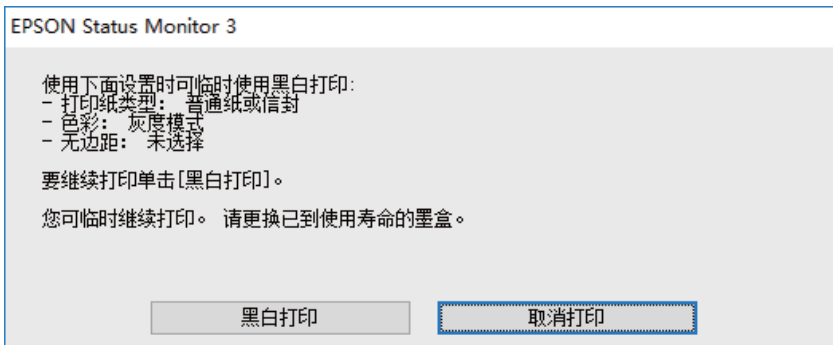 EPSON Status Monitor 3
使用下面设置时可临时使用黑白打印:
- 打印纸类型: 普通纸或信封
- 色彩: 灰度模式
- 无边距: 未选择
要继续打印单击[黑白打印]。
您可临时继续打印。 请更换已到使用寿命的墨盒。
黑白打印
取消打印